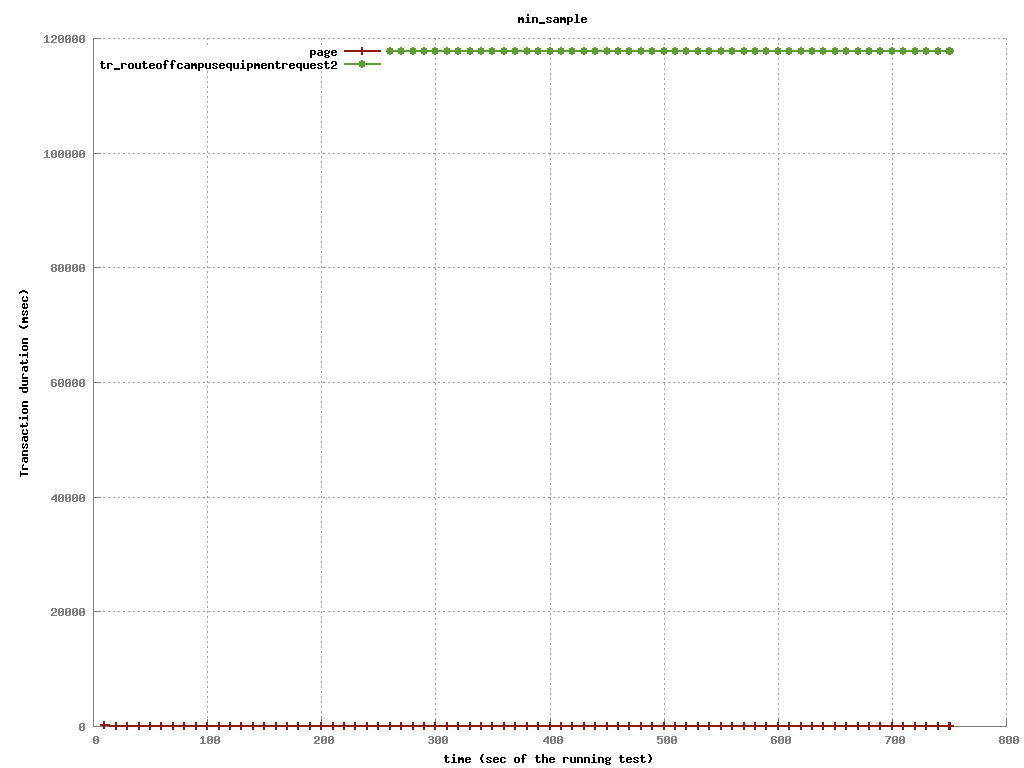 min_sample
120000
page
tr_routeoffcampusequipmentrequest2
100000
80000
Transaction duration (msec)
60000
40000
20000
0
0 100 200 300 400 500 600 700 800
time (sec of the running test)